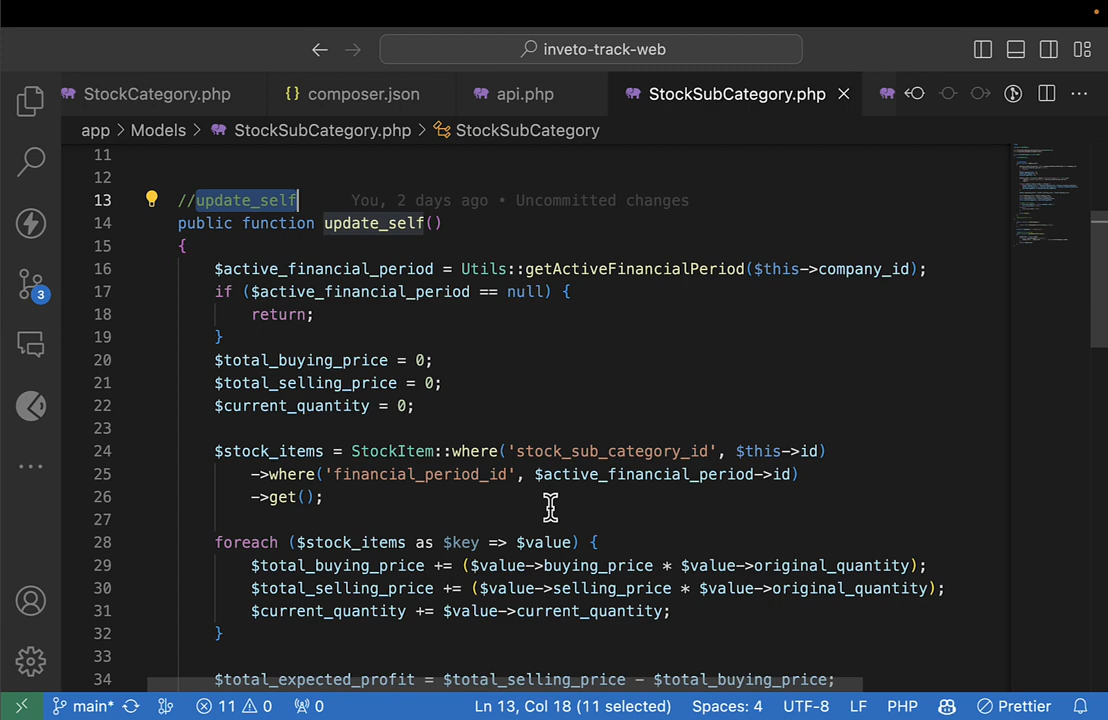 inveto-track-web
StockCategory.php
{} composer.json
api.php
StockSubCategory.php
app > Models > StockSubCategory.php > StockSubCategory
11
12
13 //update_self You, 2 days ago • Uncommitted changes
14 public function update_self()
15 {
16 $active_financial_period = Utils::getActiveFinancialPeriod($this->company_id);
17 if ($active_financial_period == null) {
18 return;
19 }
20 $total_buying_price = 0;
21 $total_selling_price = 0;
22 $current_quantity = 0;
23
24 $stock_items = StockItem::where('stock_sub_category_id', $this->id)
25 ->where('financial_period_id', $active_financial_period->id)
26 ->get();
27
28 foreach ($stock_items as $key => $value) {
29 $total_buying_price += ($value->buying_price * $value->original_quantity);
30 $total_selling_price += ($value->selling_price * $value->original_quantity);
31 $current_quantity += $value->current_quantity;
32 }
33
34 $total_expected_profit = $total_selling_price - $total_buying_price;
3
main* 11 0 0 Ln 13, Col 18 (11 selected) Spaces: 4 UTF-8 LF PHP Prettier